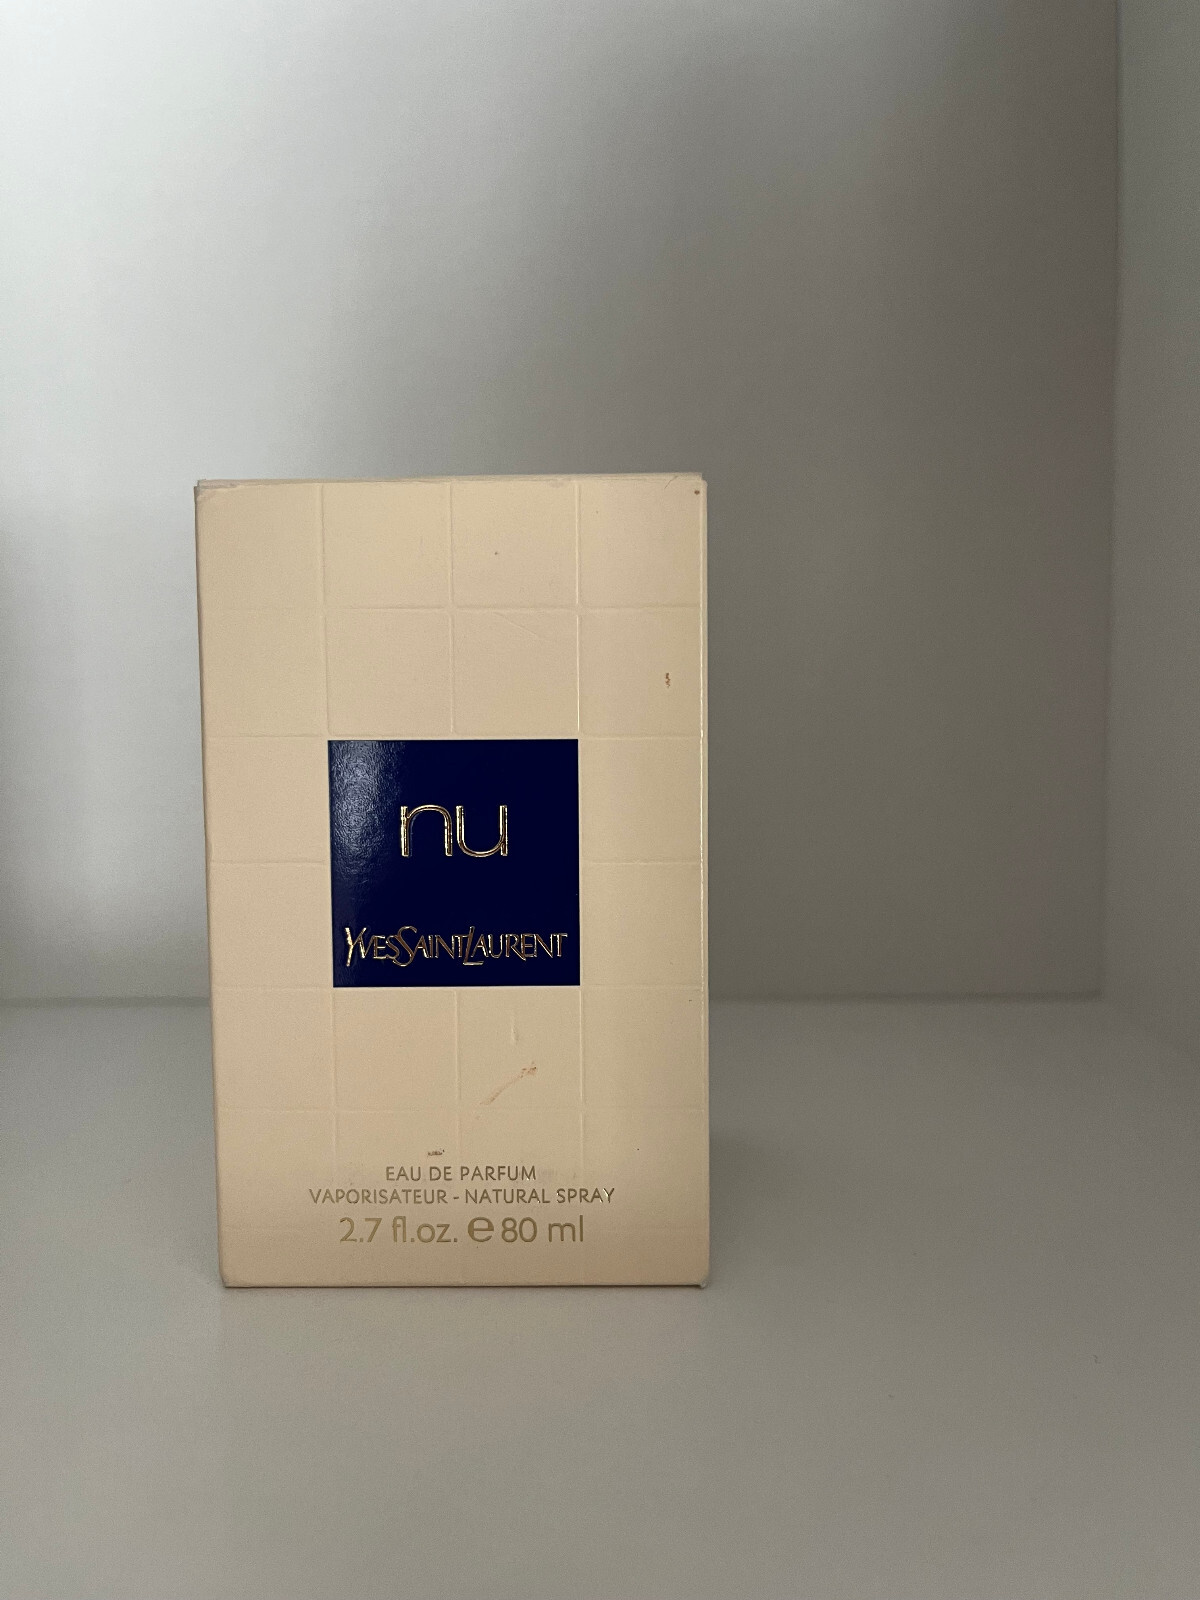 nu
YVESSAINTLAURENT
EAU DE PARFUM
VAPORISATEUR - NATURAL SPRAY
2.7 fl.oz. ℮ 80 ml